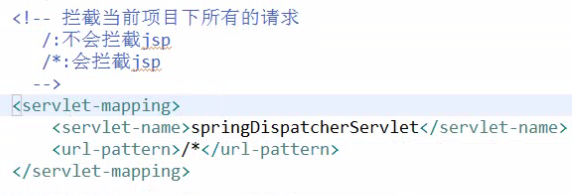 <!-- 拦截当前项目下所有的请求
/:不会拦截jsp
/*:会拦截jsp
-->
<servlet-mapping>
<servlet-name>springDispatcherServlet</servlet-name>
<url-pattern>/*</url-pattern>
</servlet-mapping>